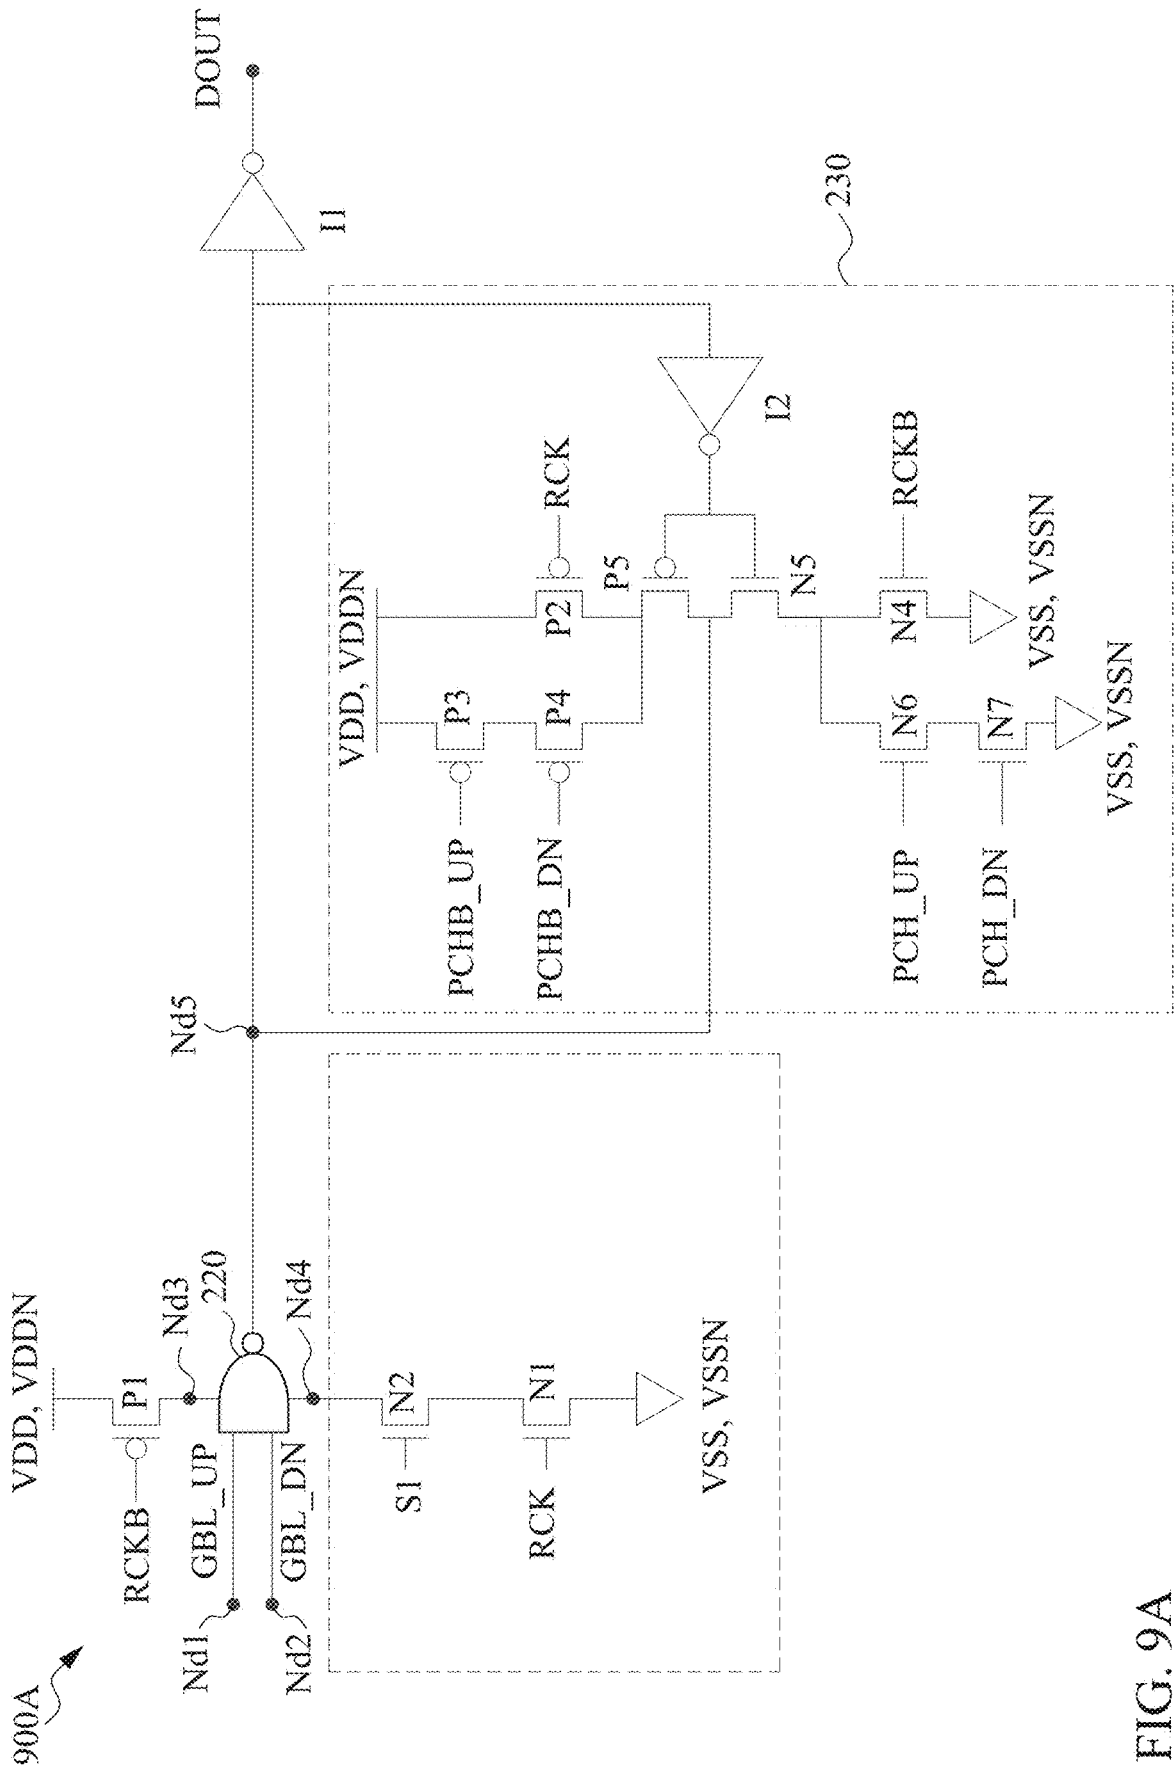 900A
VDD, VDDN
RCKB
P1
Nd3
GBL_UP
220
Nd1
GBL_DN
Nd2
Nd4
S1
N2
RCK
N1
VSS, VSSN
Nd5
DOUT
I1
230
VDD, VDDN
PCHB_UP
P3
PCHB_DN
P4
P2
RCK
P5
I2
N5
PCH_UP
N6
N4
RCKB
PCH_DN
N7
VSS, VSSN
VSS, VSSN
FIG. 9A